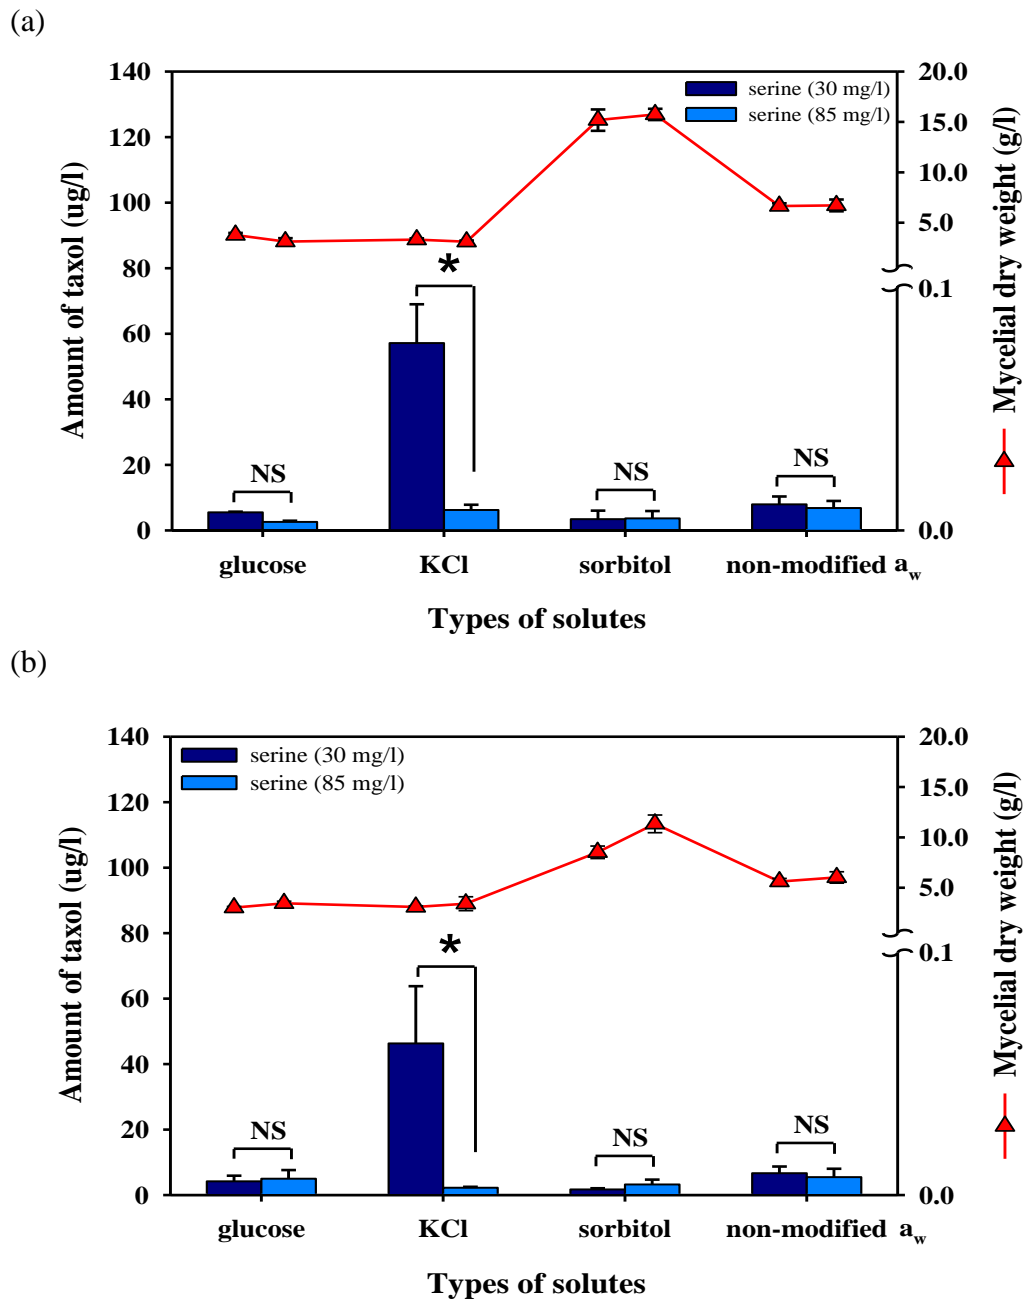 (a)
140
120
100
80
60
40
20
0
Amount of taxol (ug/l)
serine (30 mg/l)
serine (85 mg/l)
20.0
15.0
10.0
5.0
0.1
0.0
Mycelial dry weight (g/l)
NS
*
NS
NS
glucose
KCl
sorbitol
non-modified a_w
Types of solutes
(b)
140
120
100
80
60
40
20
0
Amount of taxol (ug/l)
serine (30 mg/l)
serine (85 mg/l)
20.0
15.0
10.0
5.0
0.1
0.0
Mycelial dry weight (g/l)
NS
*
NS
NS
glucose
KCl
sorbitol
non-modified a_w
Types of solutes